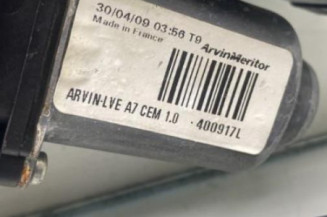 30/04/09 03:56 T9
Made in France
ArvinMeritor
ARVIN-LVE A7 CEM 1.0 · 400917L